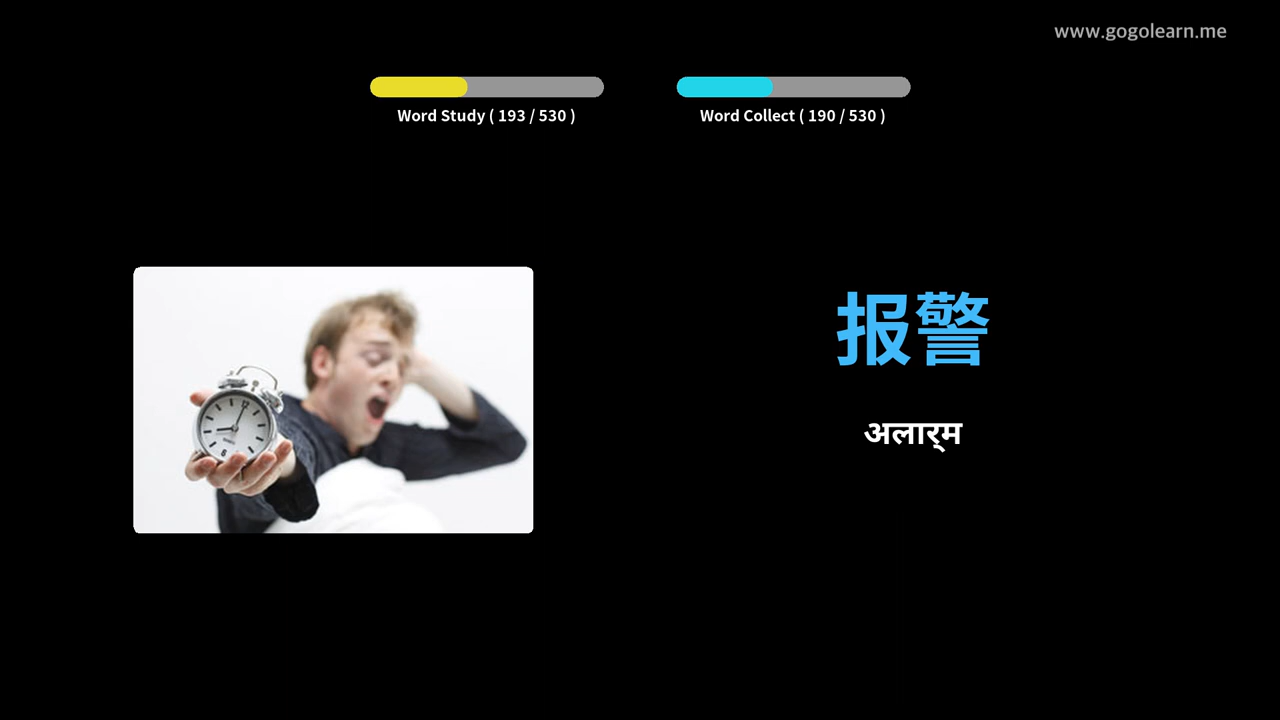 www.gogolearn.me
Word Study ( 193 / 530 )
Word Collect ( 190 / 530 )
报警
अलार्‍म